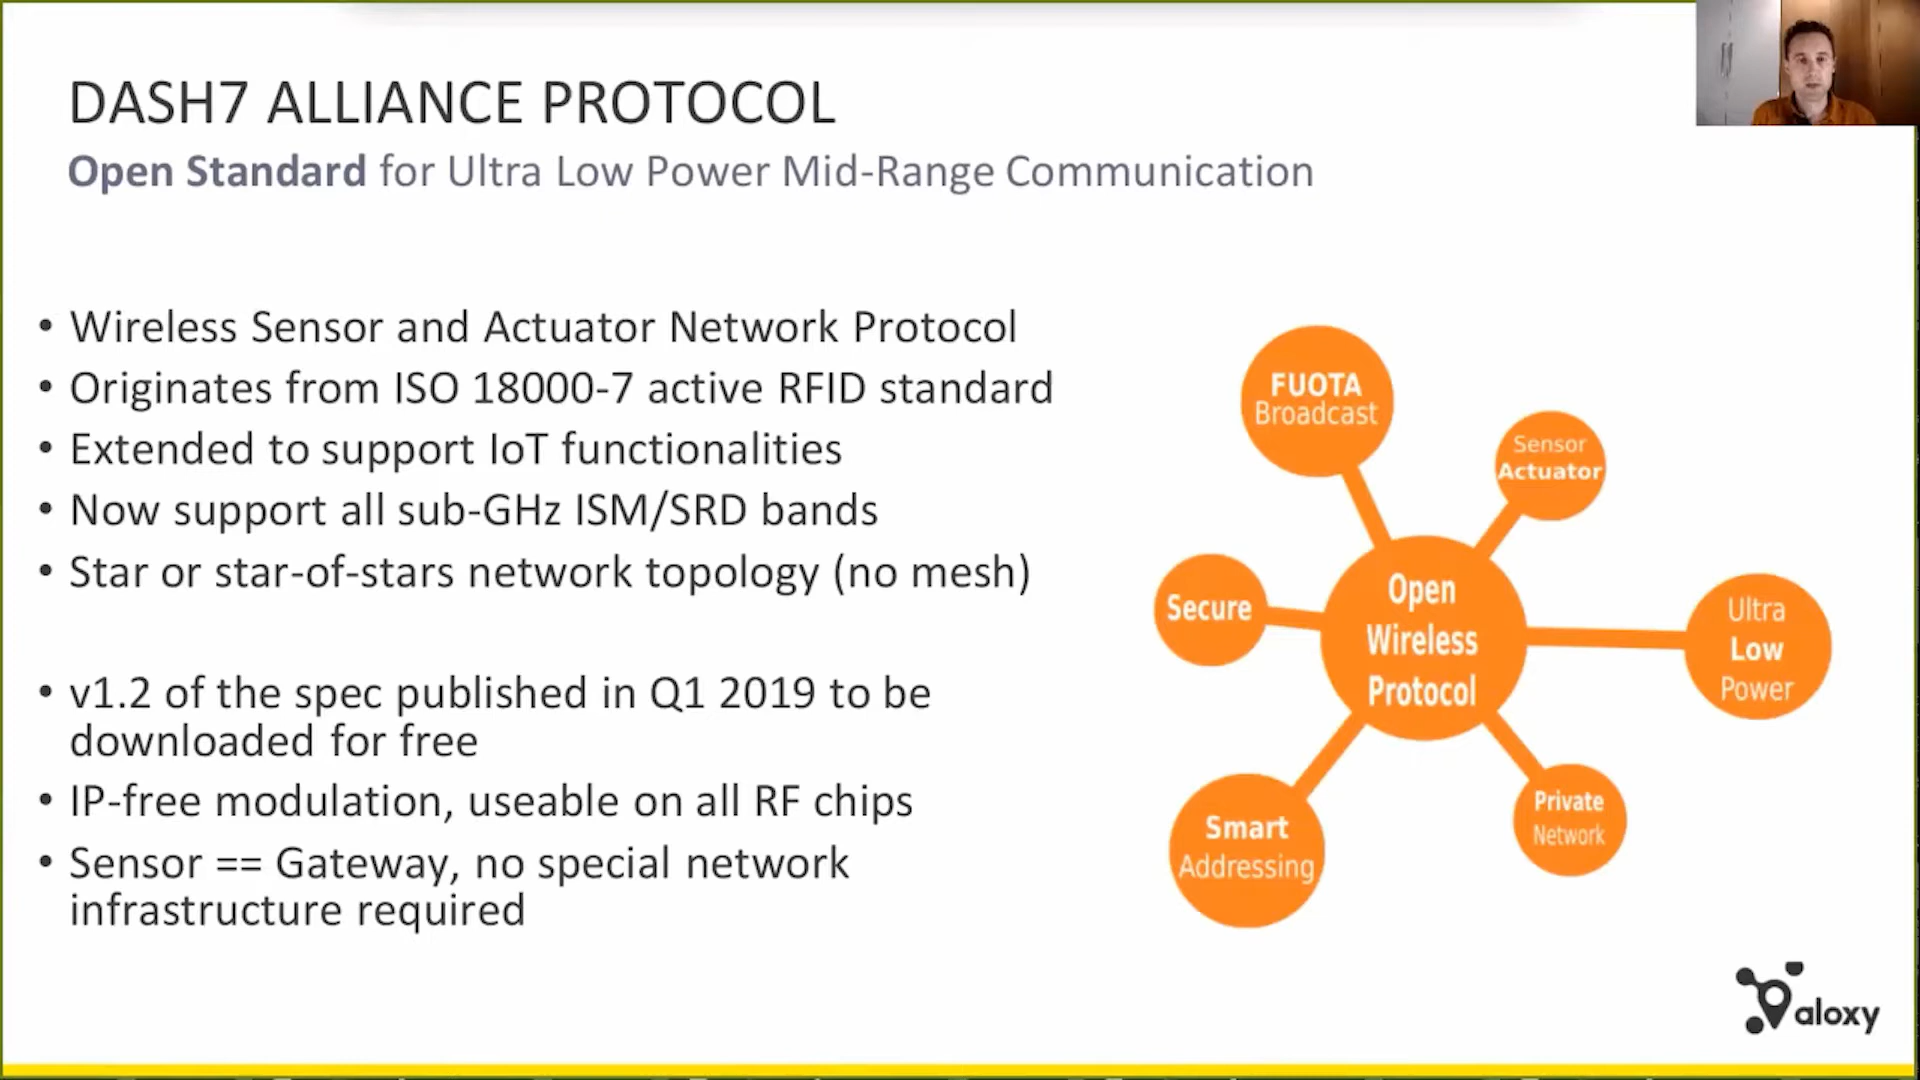 DASH7 ALLIANCE PROTOCOL
Open Standard for Ultra Low Power Mid-Range Communication
• Wireless Sensor and Actuator Network Protocol
• Originates from ISO 18000-7 active RFID standard
• Extended to support IoT functionalities
• Now support all sub-GHz ISM/SRD bands
• Star or star-of-stars network topology (no mesh)
• v1.2 of the spec published in Q1 2019 to be
downloaded for free
• IP-free modulation, useable on all RF chips
• Sensor == Gateway, no special network
infrastructure required
FUOTA
Broadcast
Sensor
Actuator
Secure
Open
Wireless
Protocol
Ultra
Low
Power
Smart
Addressing
Private
Network
aloxy